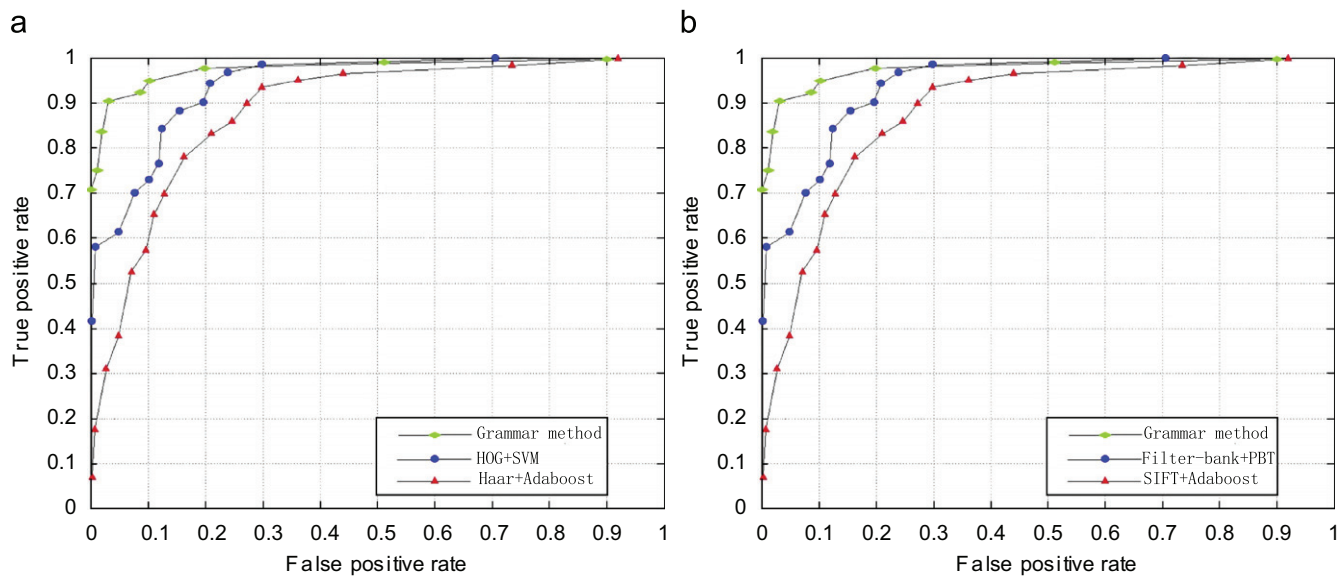 a
1
0.9
0.8
0.7
0.6
0.5
0.4
0.3
0.2
0.1
0
True positive rate
Grammar method
HOG+SVM
Haar+Adaboost
0 0.1 0.2 0.3 0.4 0.5 0.6 0.7 0.8 0.9 1
False positive rate
b
1
0.9
0.8
0.7
0.6
0.5
0.4
0.3
0.2
0.1
0
True positive rate
Grammar method
Filter-bank+PBT
SIFT+Adaboost
0 0.1 0.2 0.3 0.4 0.5 0.6 0.7 0.8 0.9 1
False positive rate